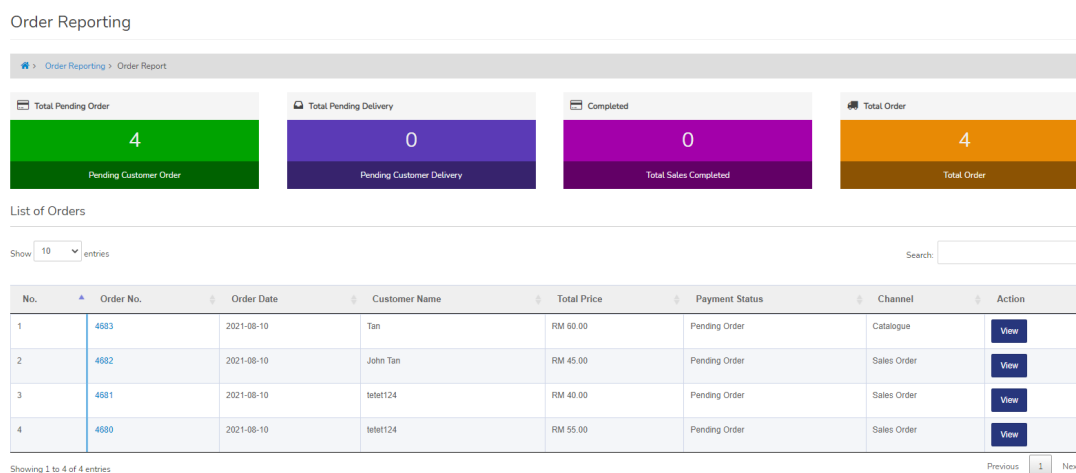 Order Reporting
> Order Reporting > Order Report
Total Pending Order
4
Pending Customer Order
Total Pending Delivery
0
Pending Customer Delivery
Completed
0
Total Sales Completed
Total Order
4
Total Order
List of Orders
Show 10 entries
Search:
No. Order No. Order Date Customer Name Total Price Payment Status Channel Action
1 4683 2021-08-10 Tan RM 60.00 Pending Order Catalogue View
2 4682 2021-08-10 John Tan RM 45.00 Pending Order Sales Order View
3 4681 2021-08-10 tetet124 RM 40.00 Pending Order Sales Order View
4 4680 2021-08-10 tetet124 RM 55.00 Pending Order Sales Order View
Showing 1 to 4 of 4 entries
Previous 1 Nex